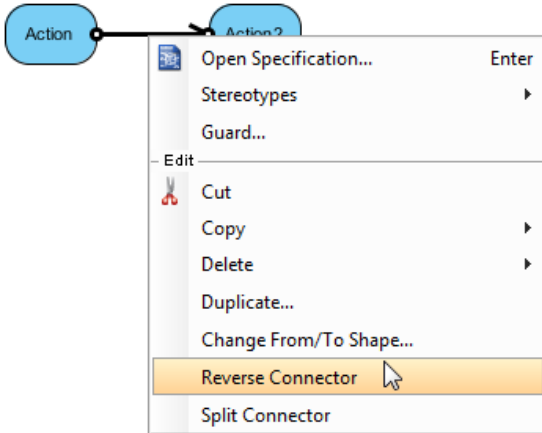 Action
Action2
Open Specification... Enter
Stereotypes
Guard...
Edit
Cut
Copy
Delete
Duplicate...
Change From/To Shape...
Reverse Connector
Split Connector